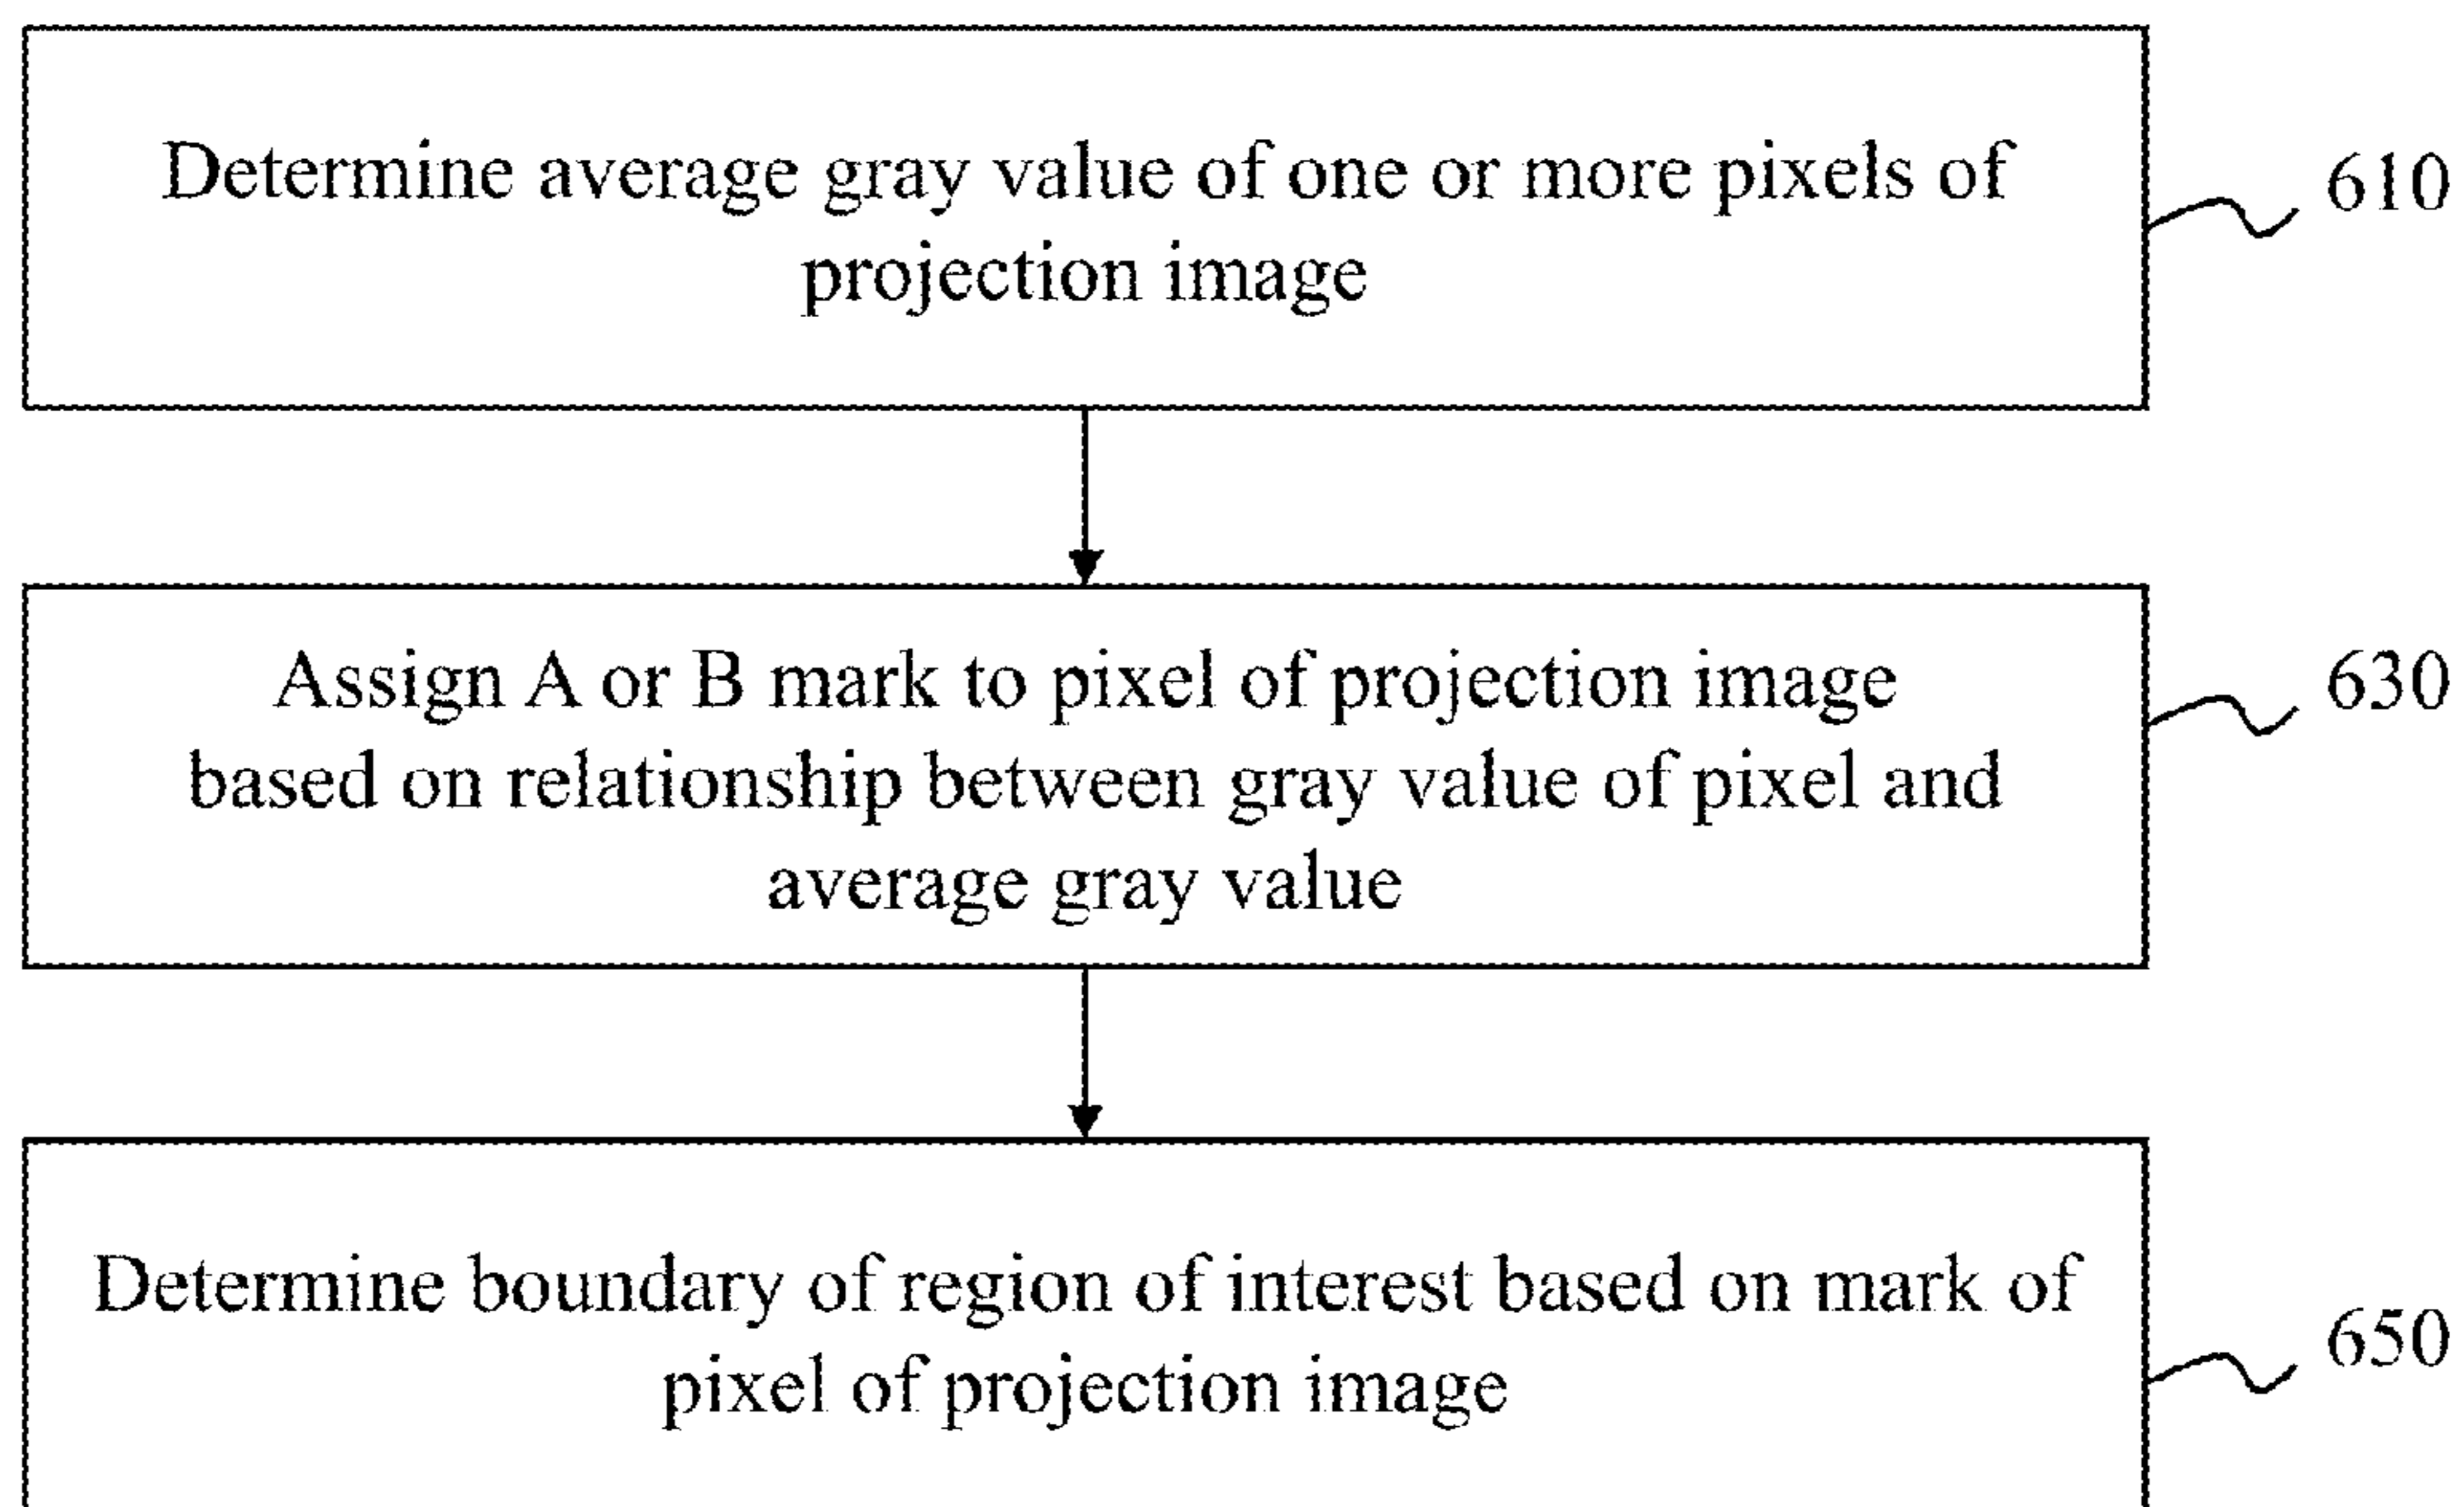 Determine average gray value of one or more pixels of
projection image
610
Assign A or B mark to pixel of projection image
based on relationship between gray value of pixel and
average gray value
630
Determine boundary of region of interest based on mark of
pixel of projection image
650